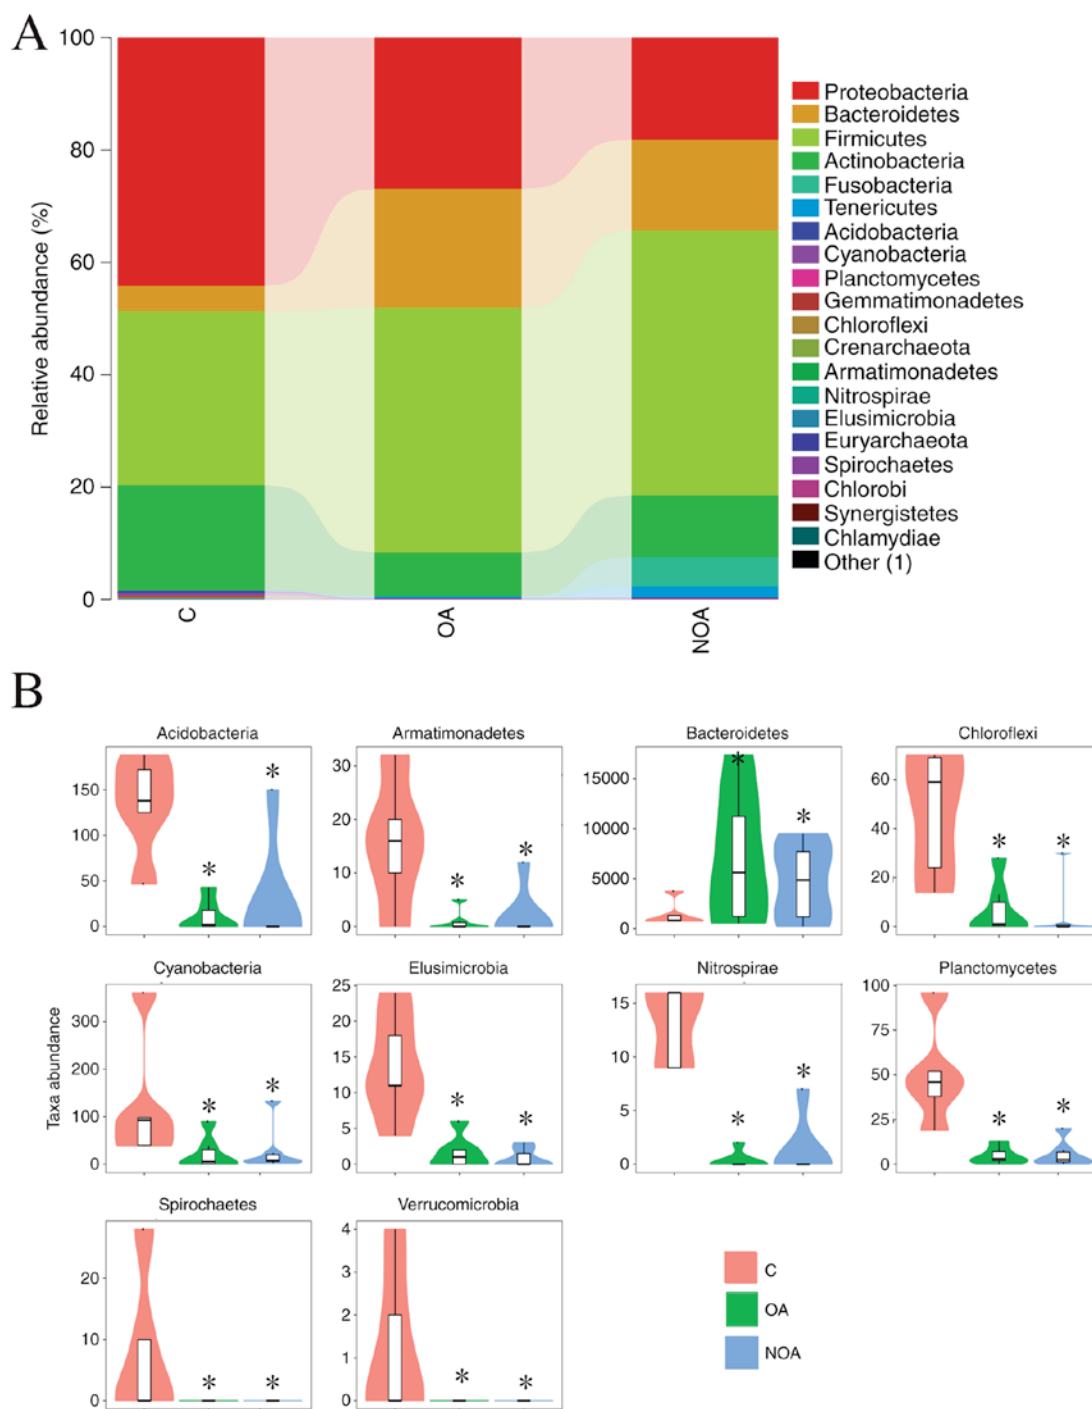 A
100
80
60
40
20
0
Relative abundance (%)
C
OA
NOA
Proteobacteria
Bacteroidetes
Firmicutes
Actinobacteria
Fusobacteria
Tenericutes
Acidobacteria
Cyanobacteria
Planctomycetes
Gemmatimonadetes
Chloroflexi
Crenarchaeota
Armatimonadetes
Nitrospirae
Elusimicrobia
Euryarchaeota
Spirochaetes
Chlorobi
Synergistetes
Chlamydiae
Other (1)
B
Taxa abundance
Acidobacteria
150
100
50
0
* *
Armatimonadetes
30
20
10
0
* *
Bacteroidetes
15000
10000
5000
0
* *
Chloroflexi
60
40
20
0
* *
Cyanobacteria
300
200
100
0
* *
Elusimicrobia
25
20
15
10
5
0
* *
Nitrospirae
15
10
5
0
* *
Planctomycetes
100
75
50
25
0
* *
Spirochaetes
20
10
0
* *
Verrucomicrobia
4
3
2
1
0
* *
C
OA
NOA